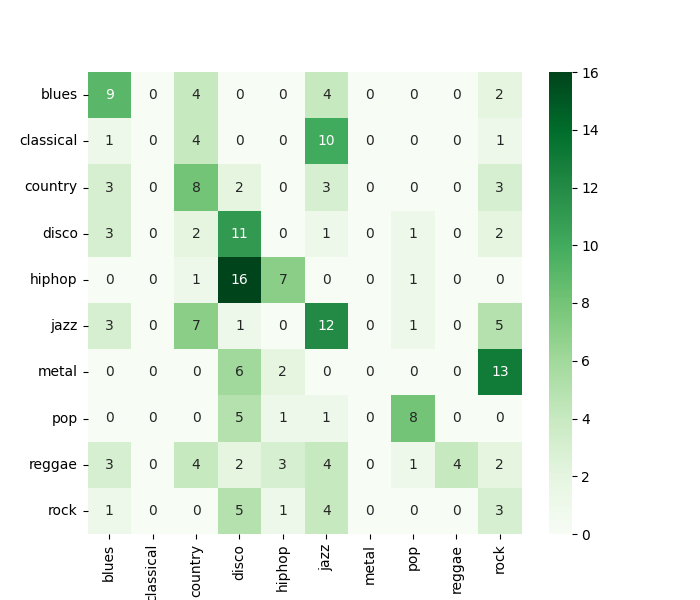 blues 9 0 4 0 0 4 0 0 0 2
classical 1 0 4 0 0 10 0 0 0 1
country 3 0 8 2 0 3 0 0 0 3
disco 3 0 2 11 0 1 0 1 0 2
hiphop 0 0 1 16 7 0 0 1 0 0
jazz 3 0 7 1 0 12 0 1 0 5
metal 0 0 0 6 2 0 0 0 0 13
pop 0 0 0 5 1 1 0 8 0 0
reggae 3 0 4 2 3 4 0 1 4 2
rock 1 0 0 5 1 4 0 0 0 3
blues classical country disco hiphop jazz metal pop reggae rock
16
14
12
10
8
6
4
2
0